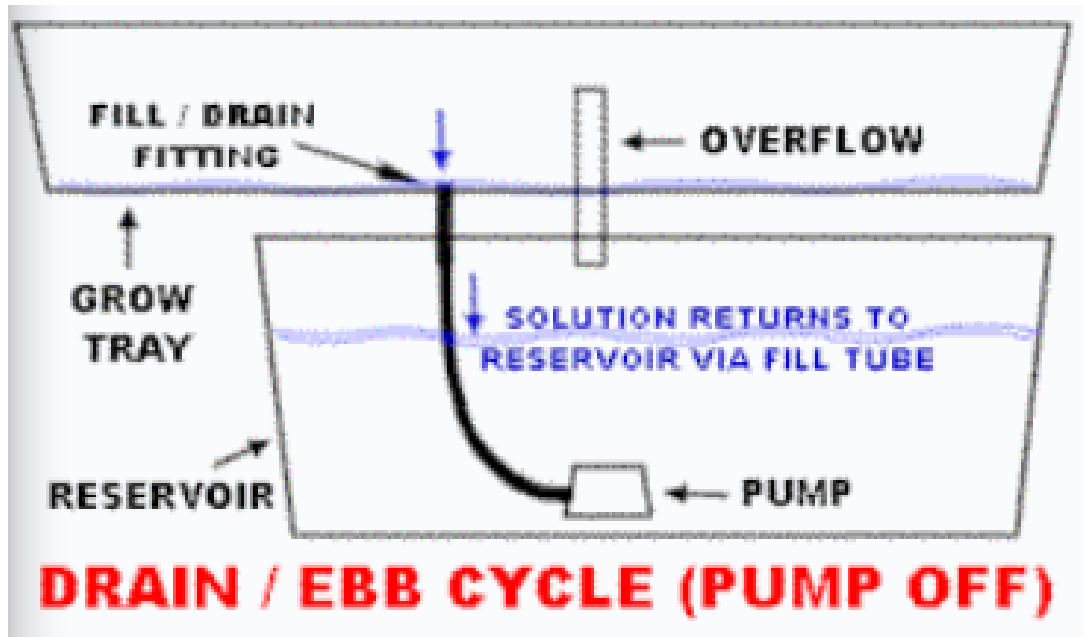 FILL / DRAIN
FITTING
OVERFLOW
GROW
TRAY
SOLUTION RETURNS TO
RESERVOIR VIA FILL TUBE
RESERVOIR
PUMP
DRAIN / EBB CYCLE (PUMP OFF)